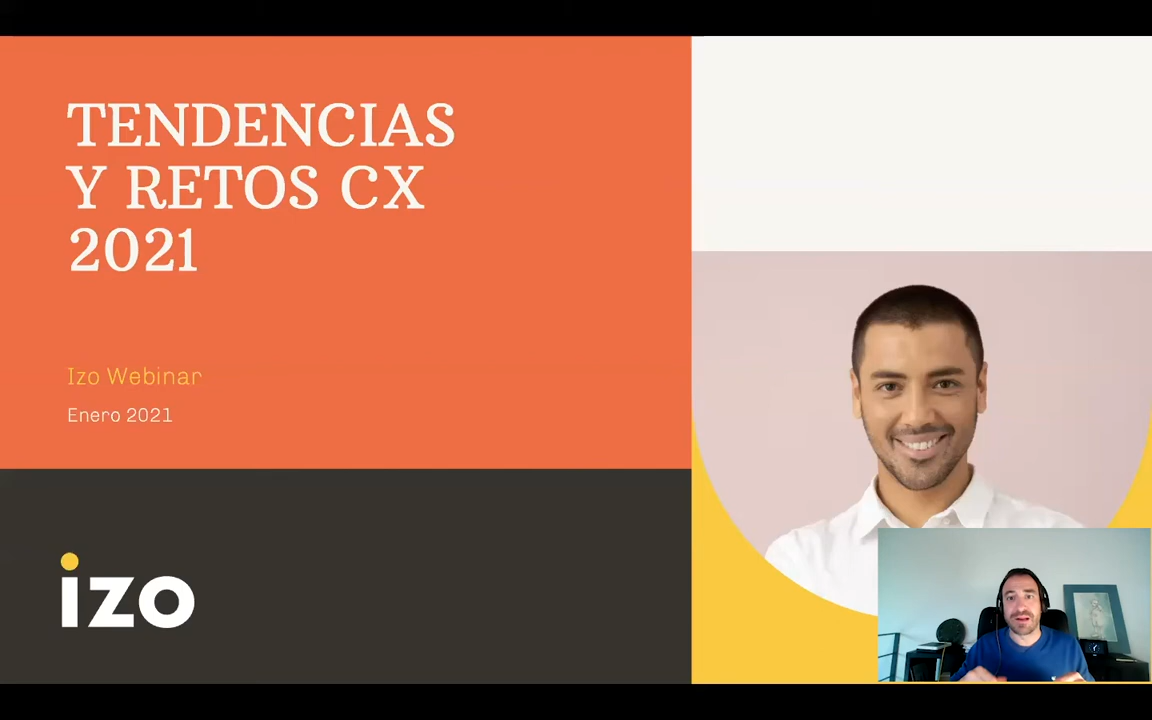 TENDENCIAS
Y RETOS CX
2021
Izo Webinar
Enero 2021
izo